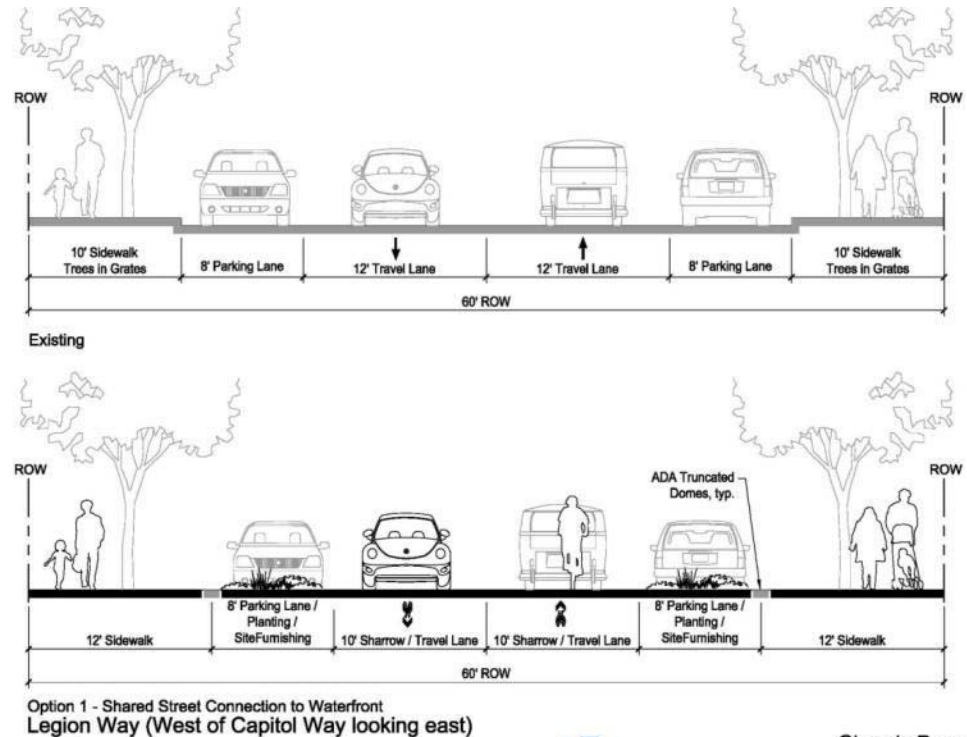 ROW
ROW
10' Sidewalk
Trees in Grates
8' Parking Lane
12' Travel Lane
12' Travel Lane
8' Parking Lane
10' Sidewalk
Trees in Grates
60' ROW
Existing
ROW
ROW
ADA Truncated
Domes, typ.
12' Sidewalk
8' Parking Lane /
Planting /
SiteFurnishing
10' Sharrow / Travel Lane
10' Sharrow / Travel Lane
8' Parking Lane /
Planting /
SiteFurnishing
12' Sidewalk
60' ROW
Option 1 - Shared Street Connection to Waterfront
Legion Way (West of Capitol Way looking east)